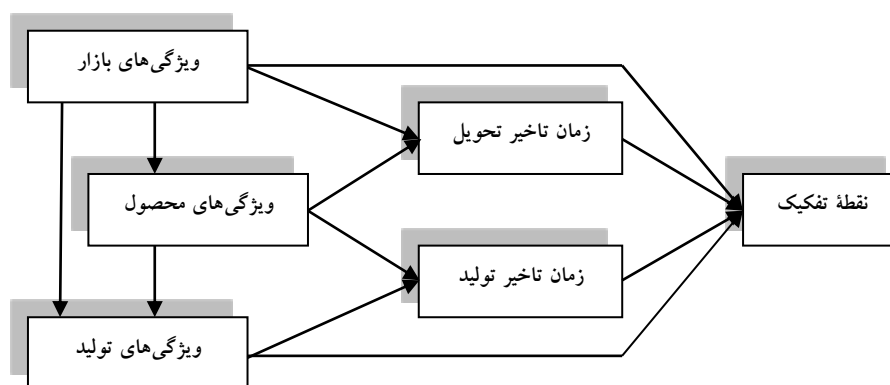 ویژگی‌های بازار
زمان تاخیر تحویل
ویژگی‌های محصول
نقطهٔ تفکیک
زمان تاخیر تولید
ویژگی‌های تولید